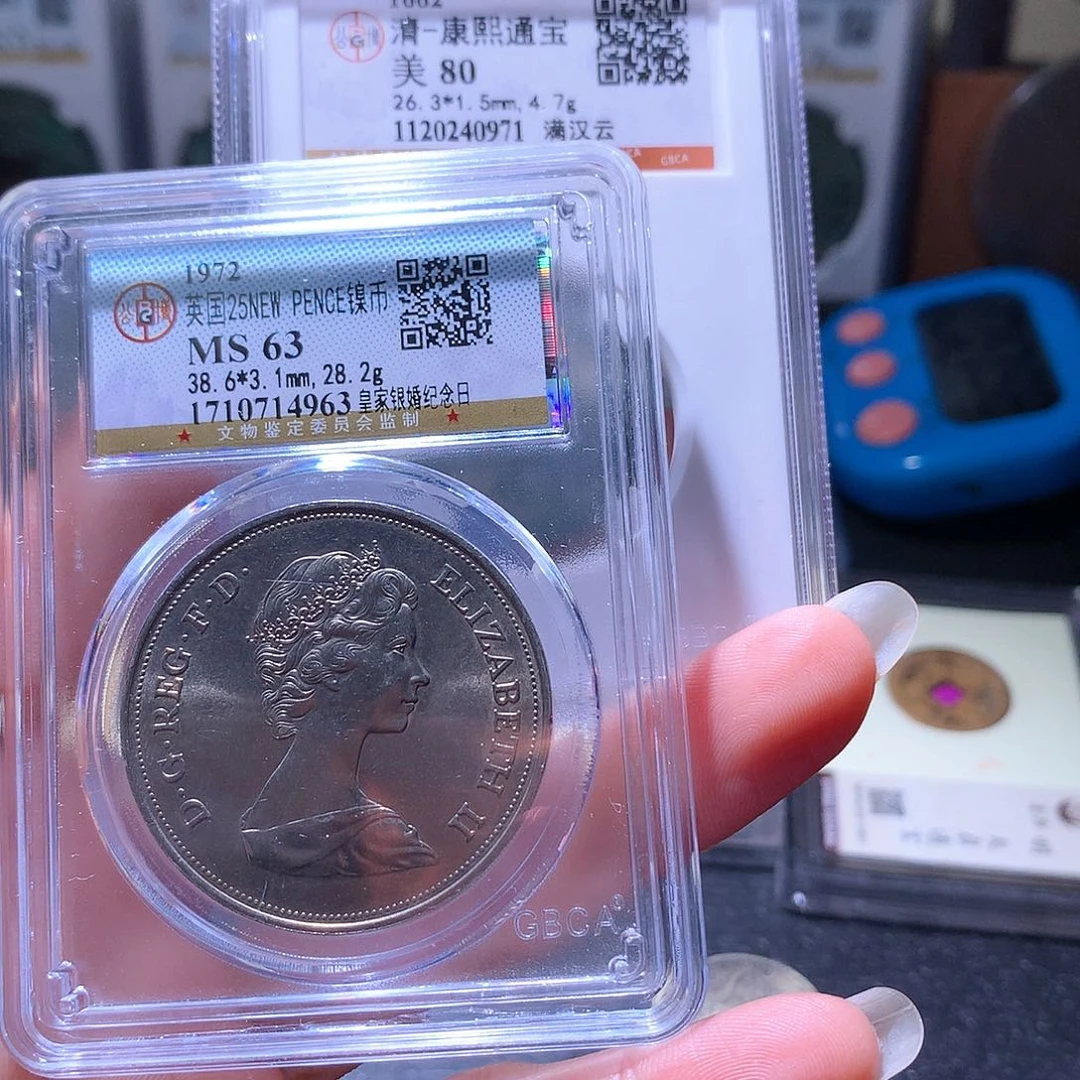 1662
清-康熙通宝
美 80
26.3*1.5mm,4.7g
1120240971 满汉云
GBCA
1972
英国25NEW PENCE镍币
MS 63
38.6*3.1mm,28.2g
1710714963 皇家银婚纪念日
★ 文物鉴定委员会监制 ★
D·G·REG·F·D· ELIZABETH II
GBCA